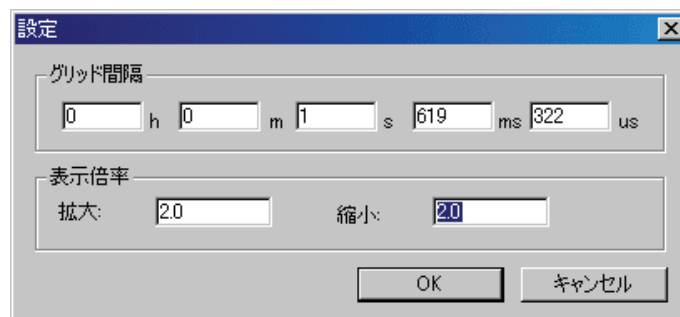 設定
グリッド間隔
0 h 0 m 1 s 619 ms 322 us
表示倍率
拡大: 2.0 縮小: 2.0
OK キャンセル